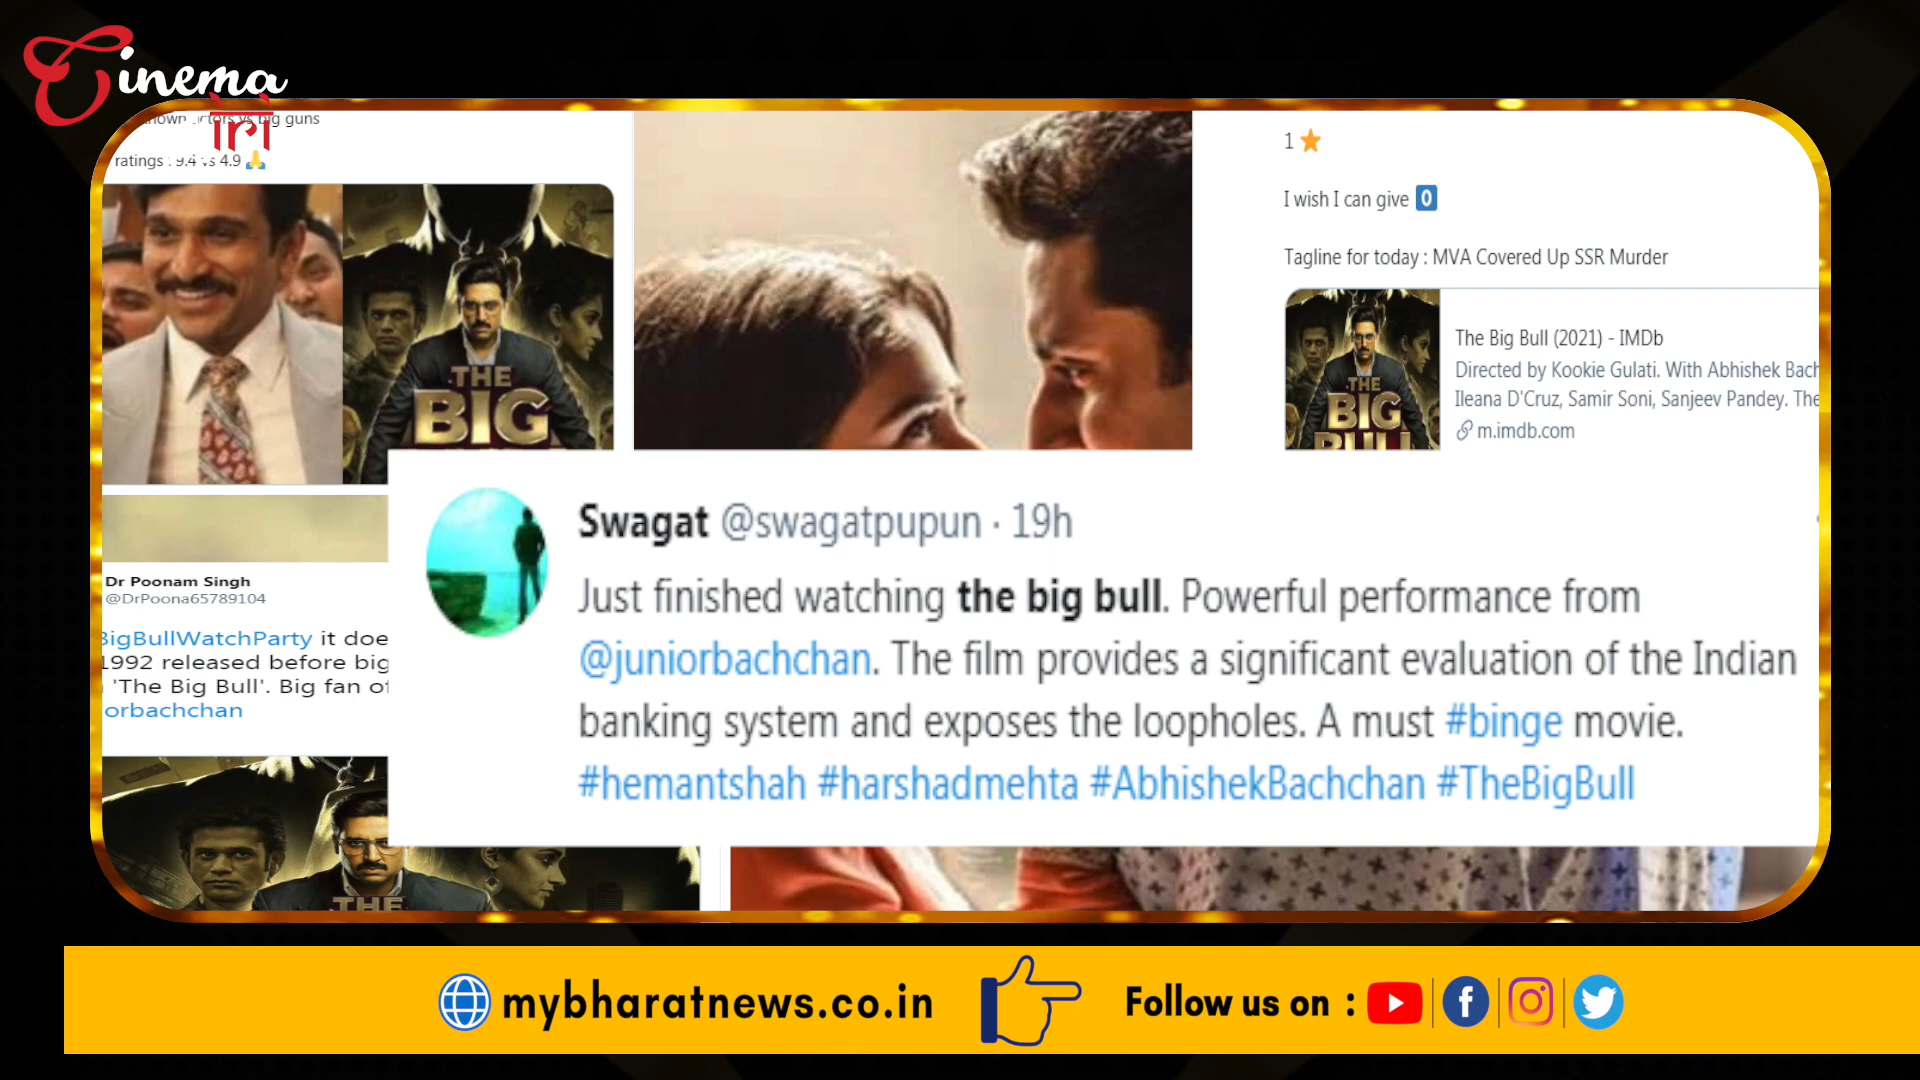 Cinema
गिरी
vs big guns
ratings : 9.4 vs 4.9 🙏
THE
BIG
1 ⭐
I wish I can give 0
Tagline for today : MVA Covered Up SSR Murder
THE
BIG
BULL
The Big Bull (2021) - IMDb
Directed by Kookie Gulati. With Abhishek Bach
Ileana D'Cruz, Samir Soni, Sanjeev Pandey. The
m.imdb.com
Dr Poonam Singh
@DrPoona65789104
BigBullWatchParty it doe
1992 released before big
'The Big Bull'. Big fan of
orbachchan
THE
Swagat @swagatpupun · 19h
Just finished watching the big bull. Powerful performance from
@juniorbachchan. The film provides a significant evaluation of the Indian
banking system and exposes the loopholes. A must #binge movie.
#hemantshah #harshadmehta #AbhishekBachchan #TheBigBull
mybharatnews.co.in
Follow us on :